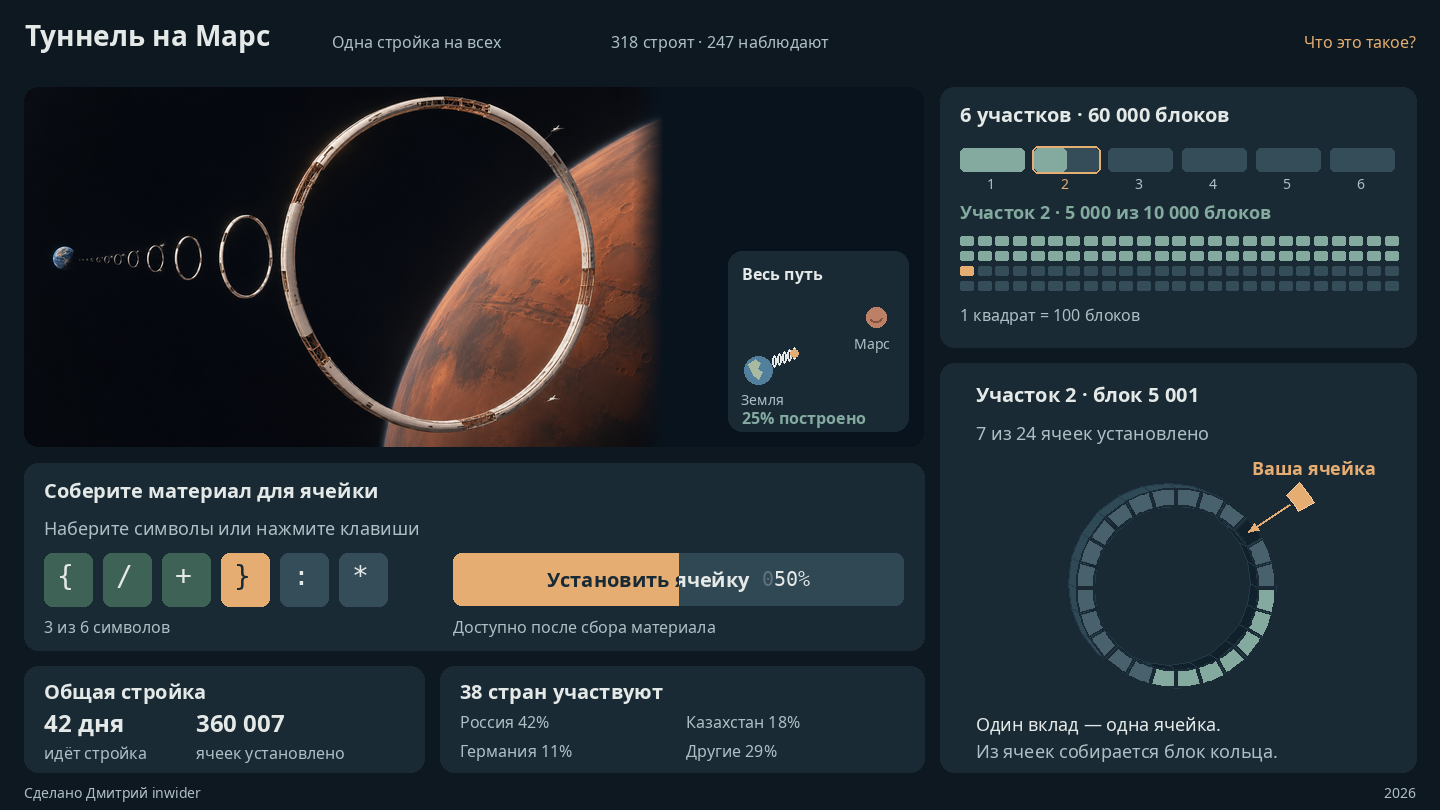 Туннель на Марс
Одна стройка на всех
318 строят · 247 наблюдают
Что это такое?
Весь путь
Марс
Земля
25% построено
6 участков · 60 000 блоков
1 2 3 4 5 6
Участок 2 · 5 000 из 10 000 блоков
1 квадрат = 100 блоков
Соберите материал для ячейки
Наберите символы или нажмите клавиши
{ / + } : *
Установить ячейку 050%
3 из 6 символов
Доступно после сбора материала
Участок 2 · блок 5 001
7 из 24 ячеек установлено
Ваша ячейка
Один вклад — одна ячейка.
Из ячеек собирается блок кольца.
Общая стройка
42 дня
360 007
идёт стройка
ячеек установлено
38 стран участвуют
Россия 42%
Казахстан 18%
Германия 11%
Другие 29%
Сделано Дмитрий inwider
2026